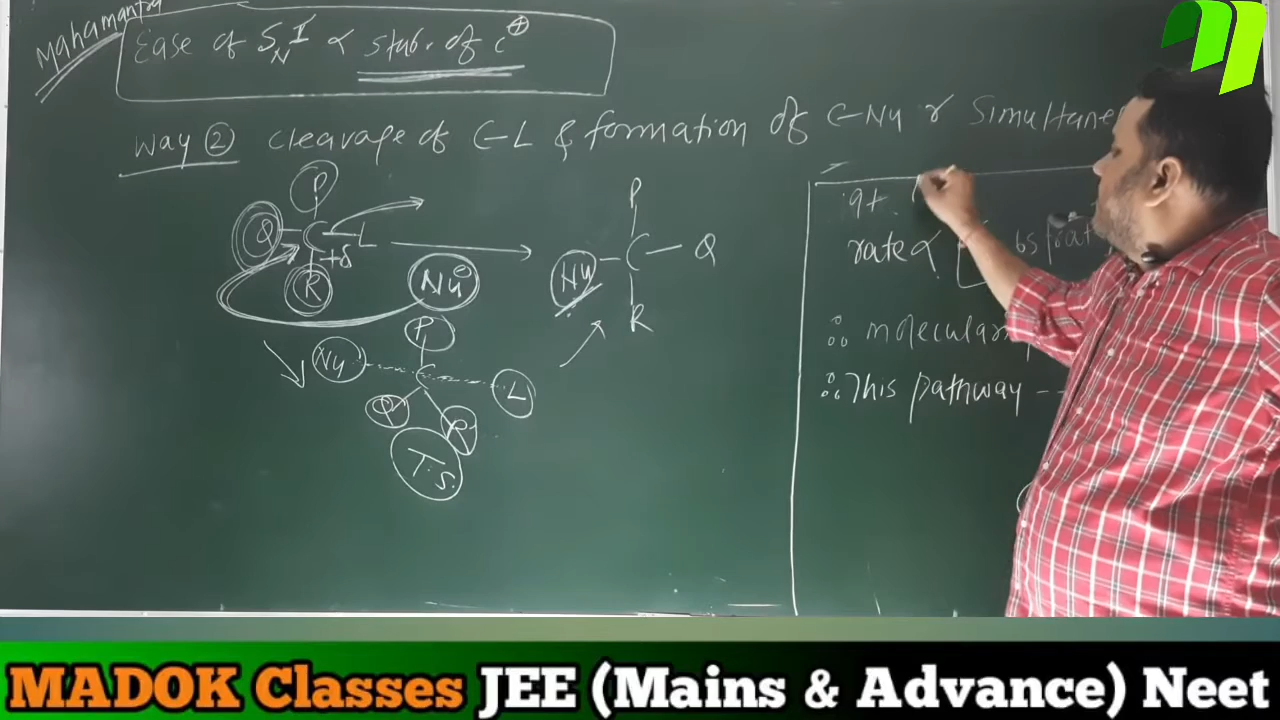 Mahamantra
Ease of SN1 ∝ stab. of C⊕
Way ② Cleavage of C-L & formation of C-Nu r Simultane
P
Q-C-L
+δ
R
Nu⊖
P
Nu-C-Q
R
P
Nu---C---L
Q R
T.S.
rate ∝ [
∴ molecular
∴ This pathway --
MADOK Classes JEE (Mains & Advance) Neet